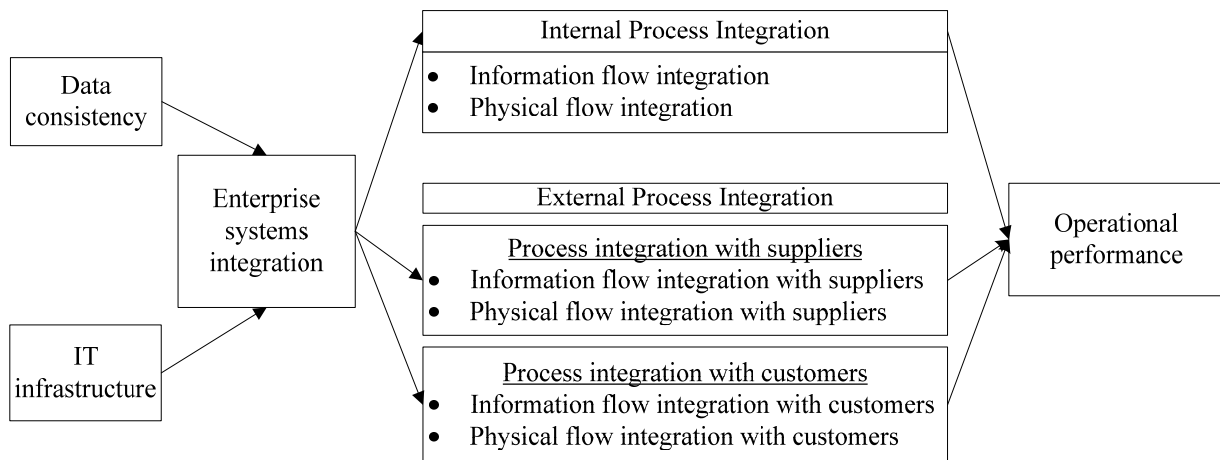 Data
consistency
IT
infrastructure
Enterprise
systems
integration
Internal Process Integration
• Information flow integration
• Physical flow integration
External Process Integration
Process integration with suppliers
• Information flow integration with suppliers
• Physical flow integration with suppliers
Process integration with customers
• Information flow integration with customers
• Physical flow integration with customers
Operational
performance